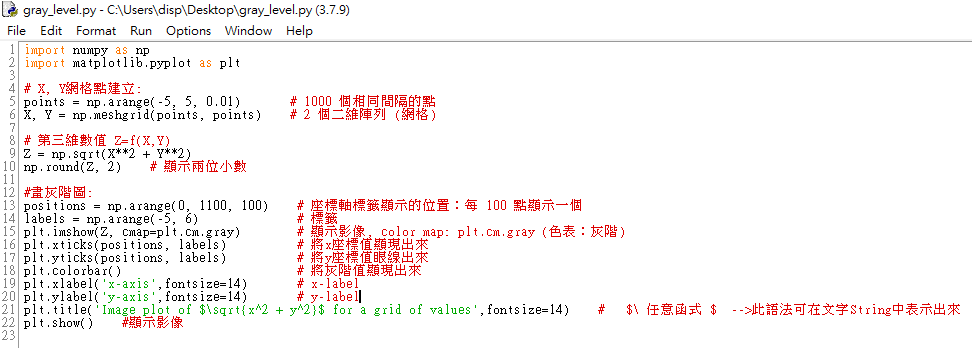 gray_level.py - C:\Users\disp\Desktop\gray_level.py (3.7.9)
File Edit Format Run Options Window Help
1 import numpy as np
2 import matplotlib.pyplot as plt
3
4 # X, Y網格點建立:
5 points = np.arange(-5, 5, 0.01) # 1000 個相同間隔的點
6 X, Y = np.meshgrid(points, points) # 2 個二維陣列 (網格)
7
8 # 第三維數值 Z=f(X,Y)
9 Z = np.sqrt(X**2 + Y**2)
10 np.round(Z, 2) # 顯示兩位小數
11
12 #畫灰階圖:
13 positions = np.arange(0, 1100, 100) # 座標軸標籤顯示的位置：每 100 點顯示一個
14 labels = np.arange(-5, 6) # 標籤
15 plt.imshow(Z, cmap=plt.cm.gray) # 顯示影像, Color map: plt.cm.gray (色表：灰階)
16 plt.xticks(positions, labels) # 將x座標值顯現出來
17 plt.yticks(positions, labels) # 將y座標值眼線出來
18 plt.colorbar() # 將灰階值顯現出來
19 plt.xlabel('x-axis',fontsize=14) # x-label
20 plt.ylabel('y-axis',fontsize=14) # y-label
21 plt.title('Image plot of $\sqrt{x^2 + y^2}$ for a grid of values',fontsize=14) # $\ 任意函式 $ -->此語法可在文字String中表示出來
22 plt.show() #顯示影像
23